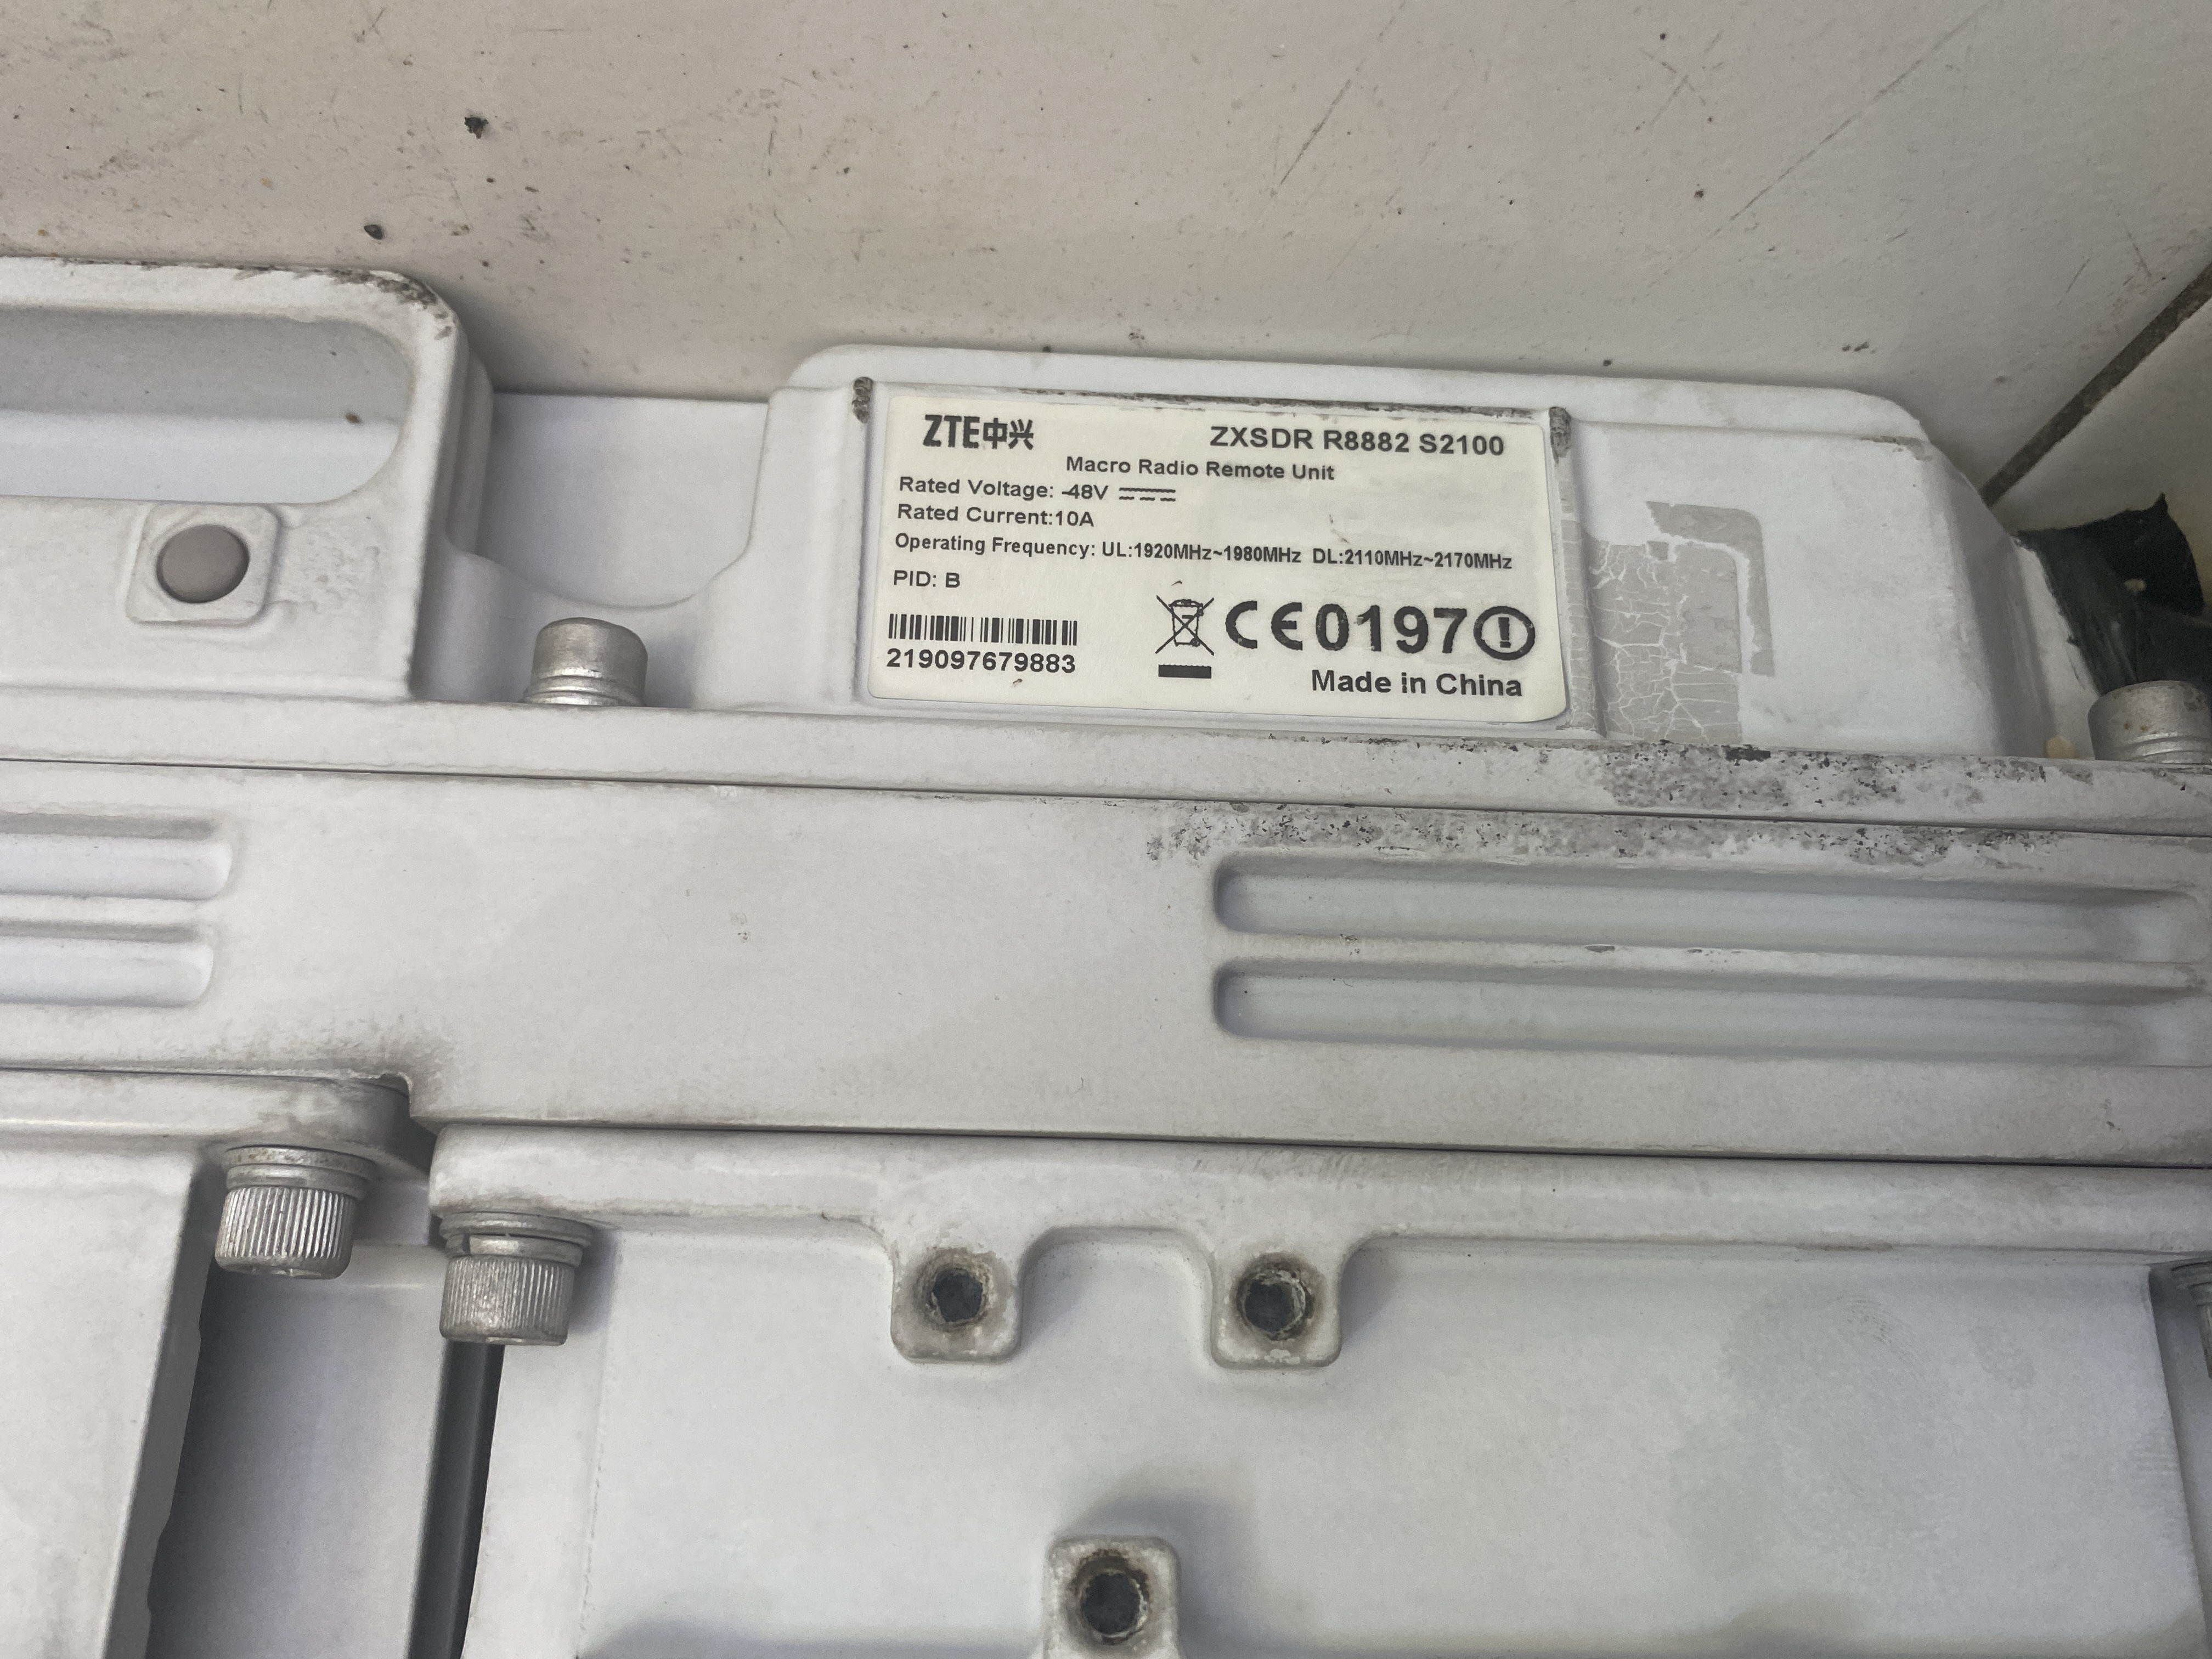 ZTE中兴 ZXSDR R8882 S2100
Macro Radio Remote Unit
Rated Voltage: -48V
Rated Current:10A
Operating Frequency: UL:1920MHz~1980MHz DL:2110MHz~2170MHz
PID: B
CE0197
219097679883
Made in China